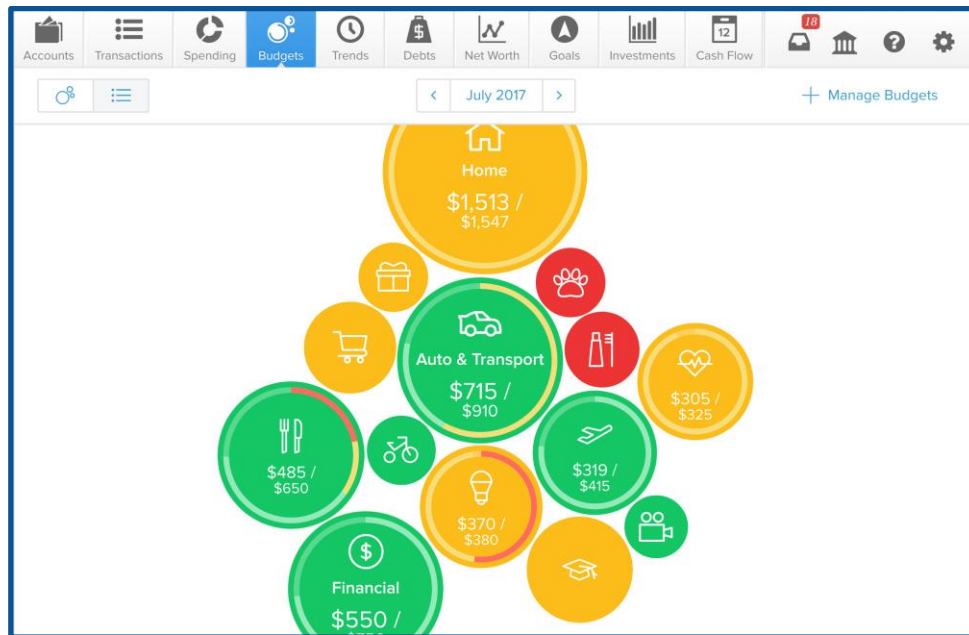 18
12
Accounts
Transactions
Spending
Budgets
Trends
Debts
Net Worth
Goals
Investments
Cash Flow
July 2017
Manage Budgets
Home
$1,513 /
$1,547
Auto & Transport
$715 /
$910
$305 /
$325
$485 /
$650
$319 /
$415
$370 /
$380
Financial
$550 /